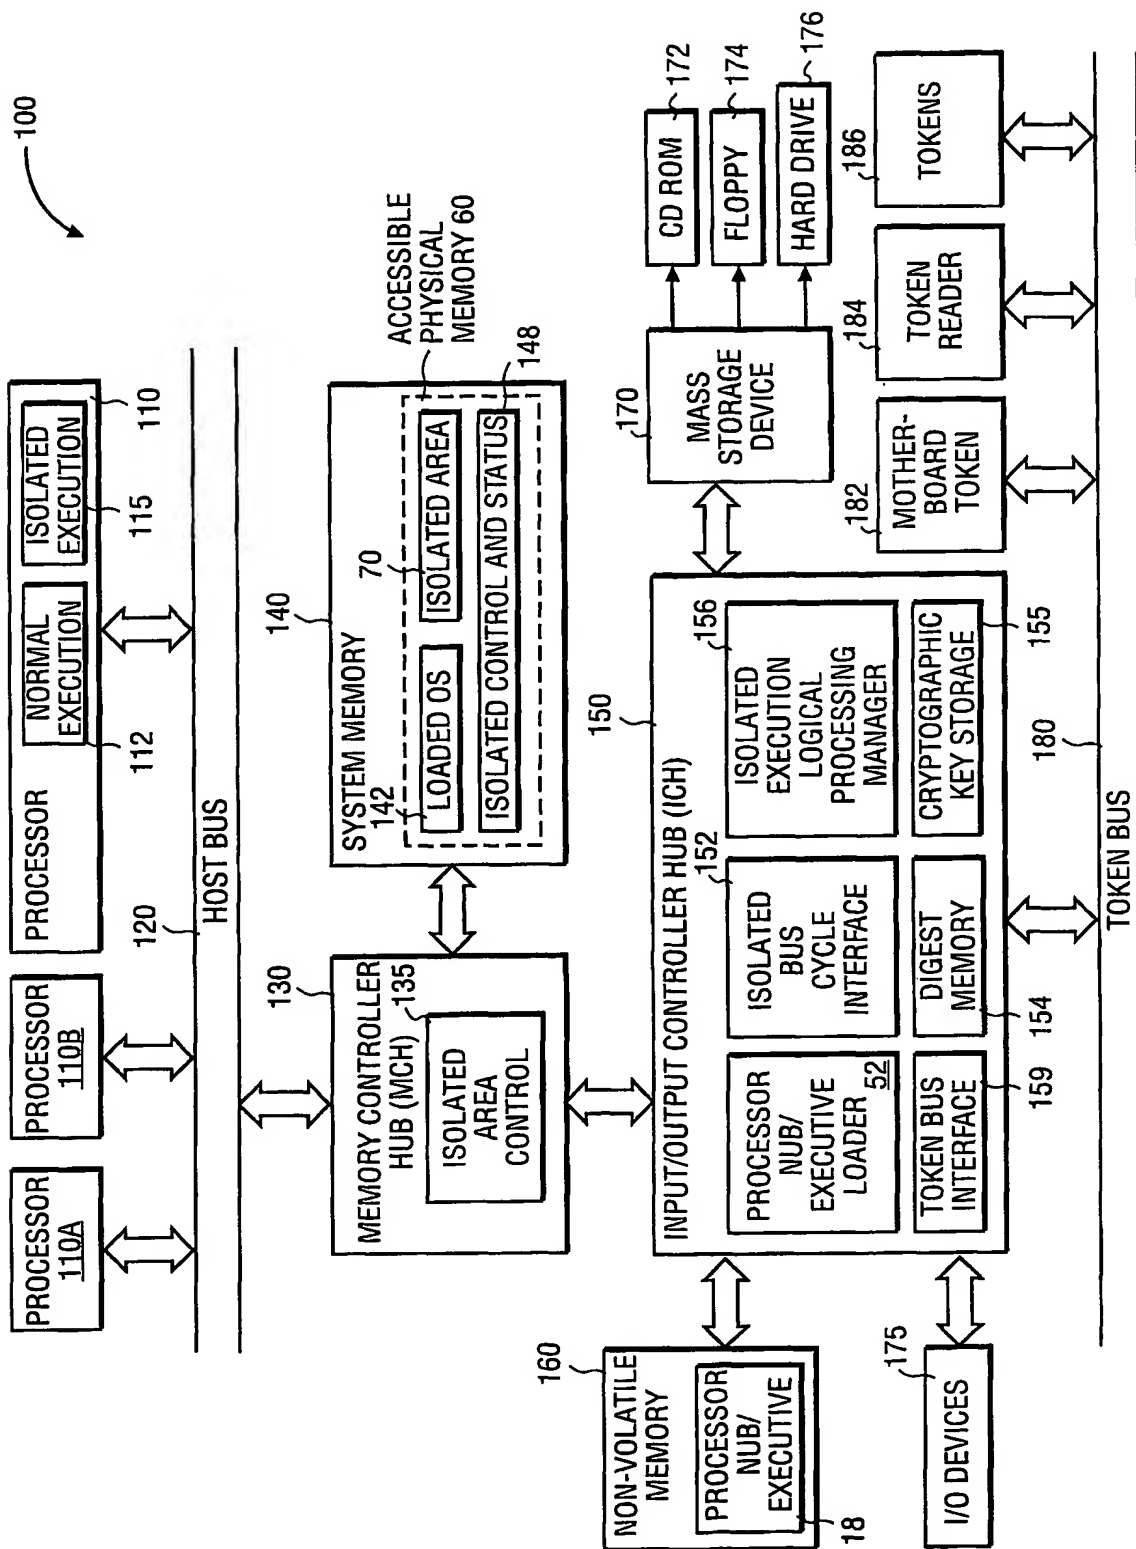 100
PROCESSOR
110A
PROCESSOR
110B
PROCESSOR
NORMAL
EXECUTION
112
ISOLATED
EXECUTION
115
110
120
HOST BUS
130
MEMORY CONTROLLER
HUB (MCH)
135
ISOLATED
AREA
CONTROL
140
SYSTEM MEMORY
142
LOADED OS
70
ISOLATED AREA
ISOLATED CONTROL AND STATUS
ACCESSIBLE
PHYSICAL
MEMORY 60
148
160
NON-VOLATILE
MEMORY
PROCESSOR
NUB/
EXECUTIVE
18
150
INPUT/OUTPUT CONTROLLER HUB (ICH)
PROCESSOR
NUB/
EXECUTIVE
LOADER
52
152
ISOLATED
BUS
CYCLE
INTERFACE
156
ISOLATED
EXECUTION
LOGICAL
PROCESSING
MANAGER
TOKEN BUS
INTERFACE
159
DIGEST
MEMORY
154
CRYPTOGRAPHIC
KEY STORAGE
155
170
MASS
STORAGE
DEVICE
CD ROM
172
FLOPPY
174
HARD DRIVE
176
175
I/O DEVICES
182
MOTHER-
BOARD
TOKEN
184
TOKEN
READER
186
TOKENS
180
TOKEN BUS